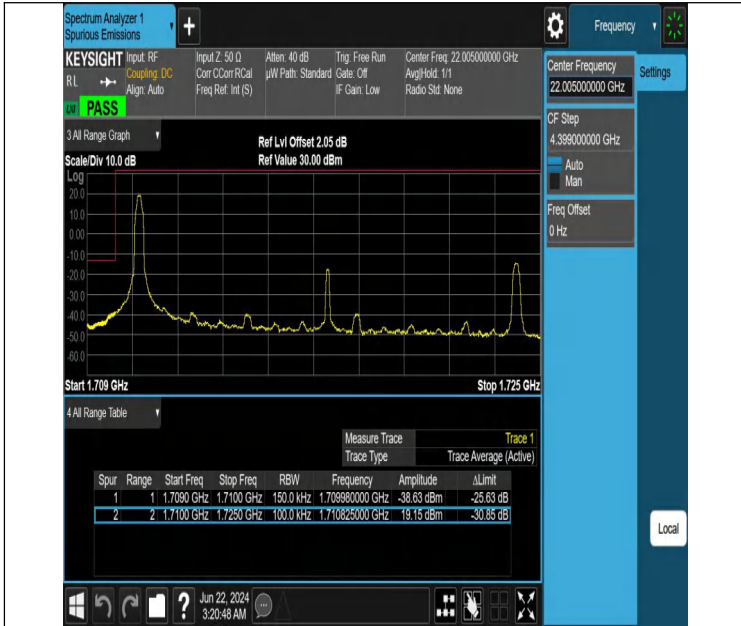 Spectrum Analyzer 1
Spurious Emissions
Frequency
KEYSIGHT
RL
PASS
Input: RF
Coupling: DC
Align: Auto
Input Z: 50 Ω
Corr CCorr RCal
Freq Ref: Int (S)
Atten: 40 dB
µW Path: Standard
Trig: Free Run
Gate: Off
IF Gain: Low
Center Freq: 22.005000000 GHz
Avg|Hold: 1/1
Radio Std: None
Center Frequency
22.005000000 GHz
Settings
CF Step
4.399000000 GHz
Auto
Man
Freq Offset
0 Hz
Local
3 All Range Graph
Ref Lvl Offset 2.05 dB
Scale/Div 10.0 dB
Ref Value 30.00 dBm
Log
20.0
10.0
0.00
-10.0
-20.0
-30.0
-40.0
-50.0
-60.0
Start 1.709 GHz
Stop 1.725 GHz
4 All Range Table
Measure Trace Trace 1
Trace Type Trace Average (Active)
Spur Range Start Freq Stop Freq RBW Frequency Amplitude ΔLimit
1 1 1.7090 GHz 1.7100 GHz 150.0 kHz 1.709980000 GHz -38.63 dBm -25.63 dB
2 2 1.7100 GHz 1.7250 GHz 100.0 kHz 1.710825000 GHz 19.15 dBm -30.85 dB
?
Jun 22, 2024
3:20:48 AM